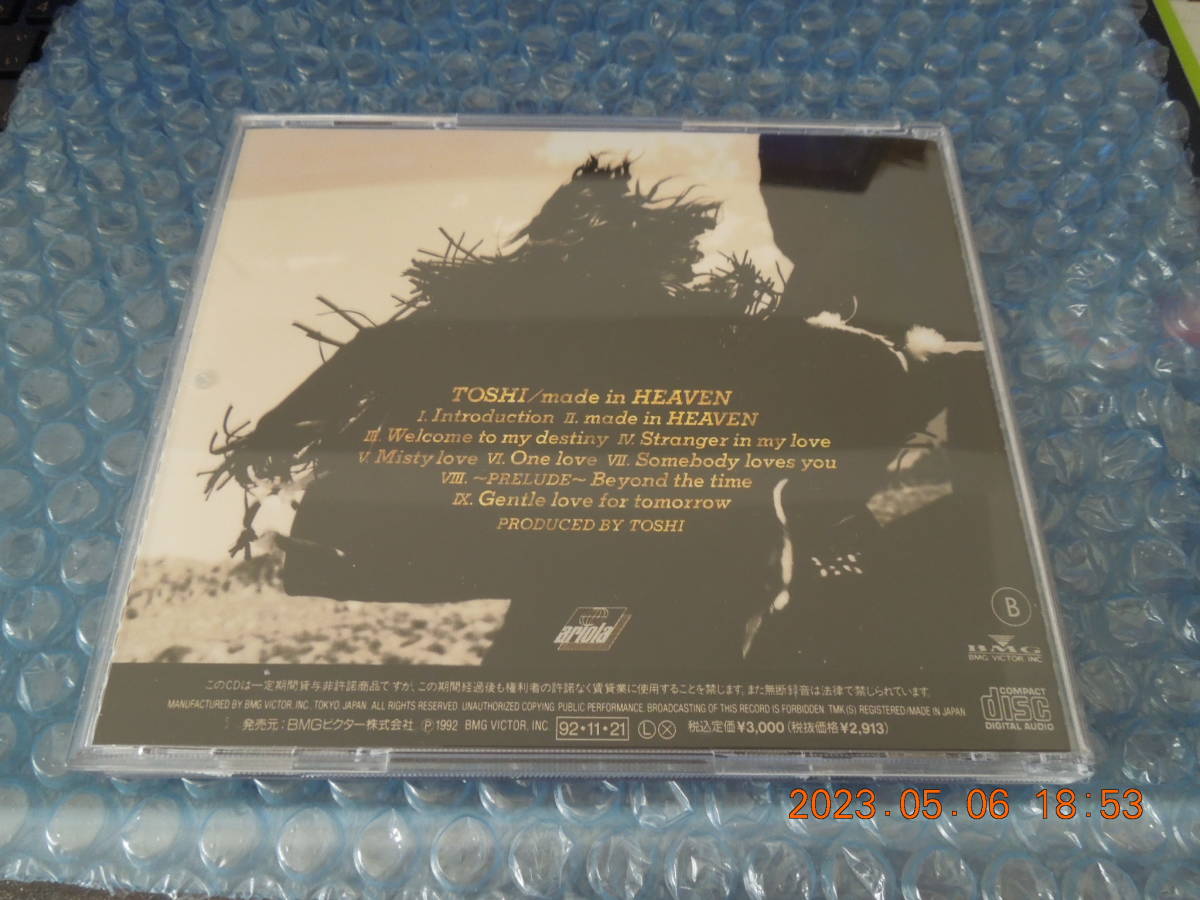 TOSHI/made in HEAVEN
I. Introduction II. made in HEAVEN
III. Welcome to my destiny IV. Stranger in my love
V. Misty love VI. One love VII. Somebody loves you
VIII. ~PRELUDE~ Beyond the time
IX. Gentle love for tomorrow
PRODUCED BY TOSHI
ariola
B
BMG
BMG VICTOR, INC.
このCDは一定期間貸与非許諾商品ですが、この期間経過後も権利者の許諾なく賃貸業に使用することを禁じます。また無断録音は法律で禁じられています。
MANUFACTURED BY BMG VICTOR, INC. TOKYO, JAPAN. ALL RIGHTS RESERVED. UNAUTHORIZED COPYING. PUBLIC PERFORMANCE. BROADCASTING OF THIS RECORD IS FORBIDDEN. TMK(S) REGISTERED/MADE IN JAPAN
発売元:BMGビクター株式会社 Ⓟ1992 BMG VICTOR, INC. 92・11・21 Ⓛ Ⓧ 税込定価¥3,000(税抜価格¥2,913)
COMPACT
disc
DIGITAL AUDIO
2023.05.06 18:53